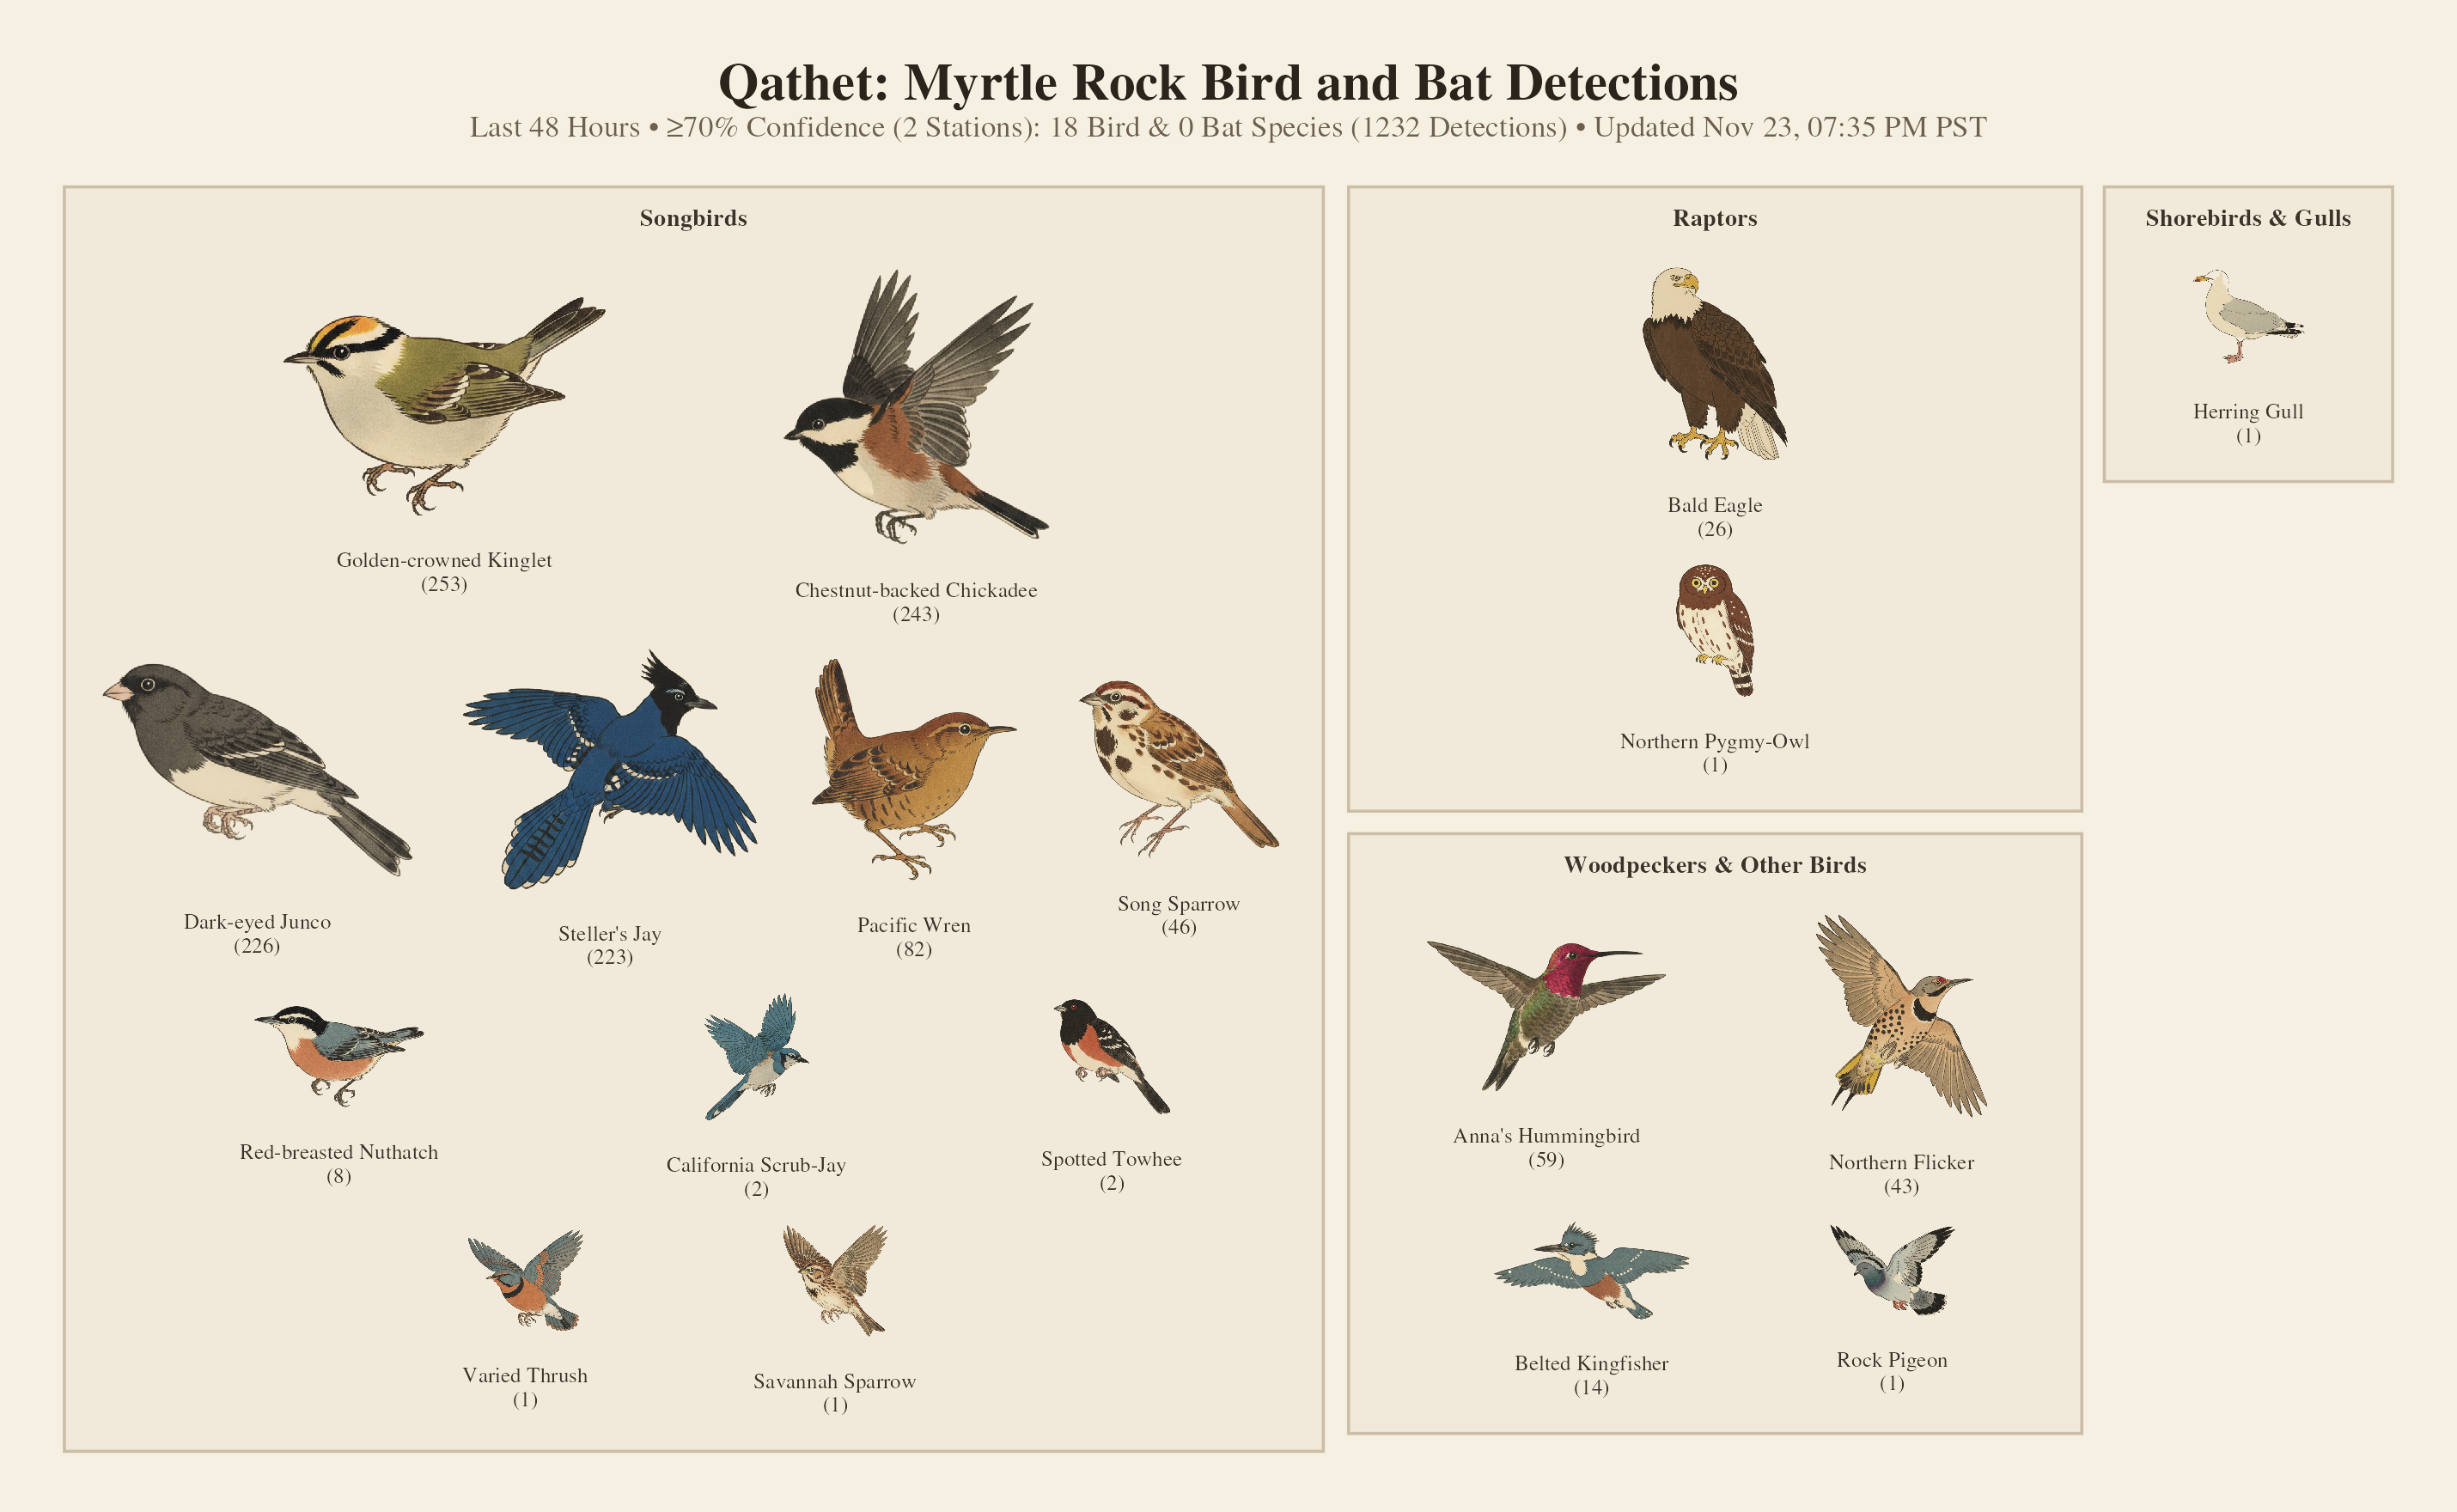 Qathet: Myrtle Rock Bird and Bat Detections
Last 48 Hours • ≥70% Confidence (2 Stations): 18 Bird & 0 Bat Species (1232 Detections) • Updated Nov 23, 07:35 PM PST
Songbirds
Golden-crowned Kinglet
(253)
Chestnut-backed Chickadee
(243)
Dark-eyed Junco
(226)
Steller's Jay
(223)
Pacific Wren
(82)
Song Sparrow
(46)
Red-breasted Nuthatch
(8)
California Scrub-Jay
(2)
Spotted Towhee
(2)
Varied Thrush
(1)
Savannah Sparrow
(1)
Raptors
Bald Eagle
(26)
Northern Pygmy-Owl
(1)
Woodpeckers & Other Birds
Anna's Hummingbird
(59)
Northern Flicker
(43)
Belted Kingfisher
(14)
Rock Pigeon
(1)
Shorebirds & Gulls
Herring Gull
(1)